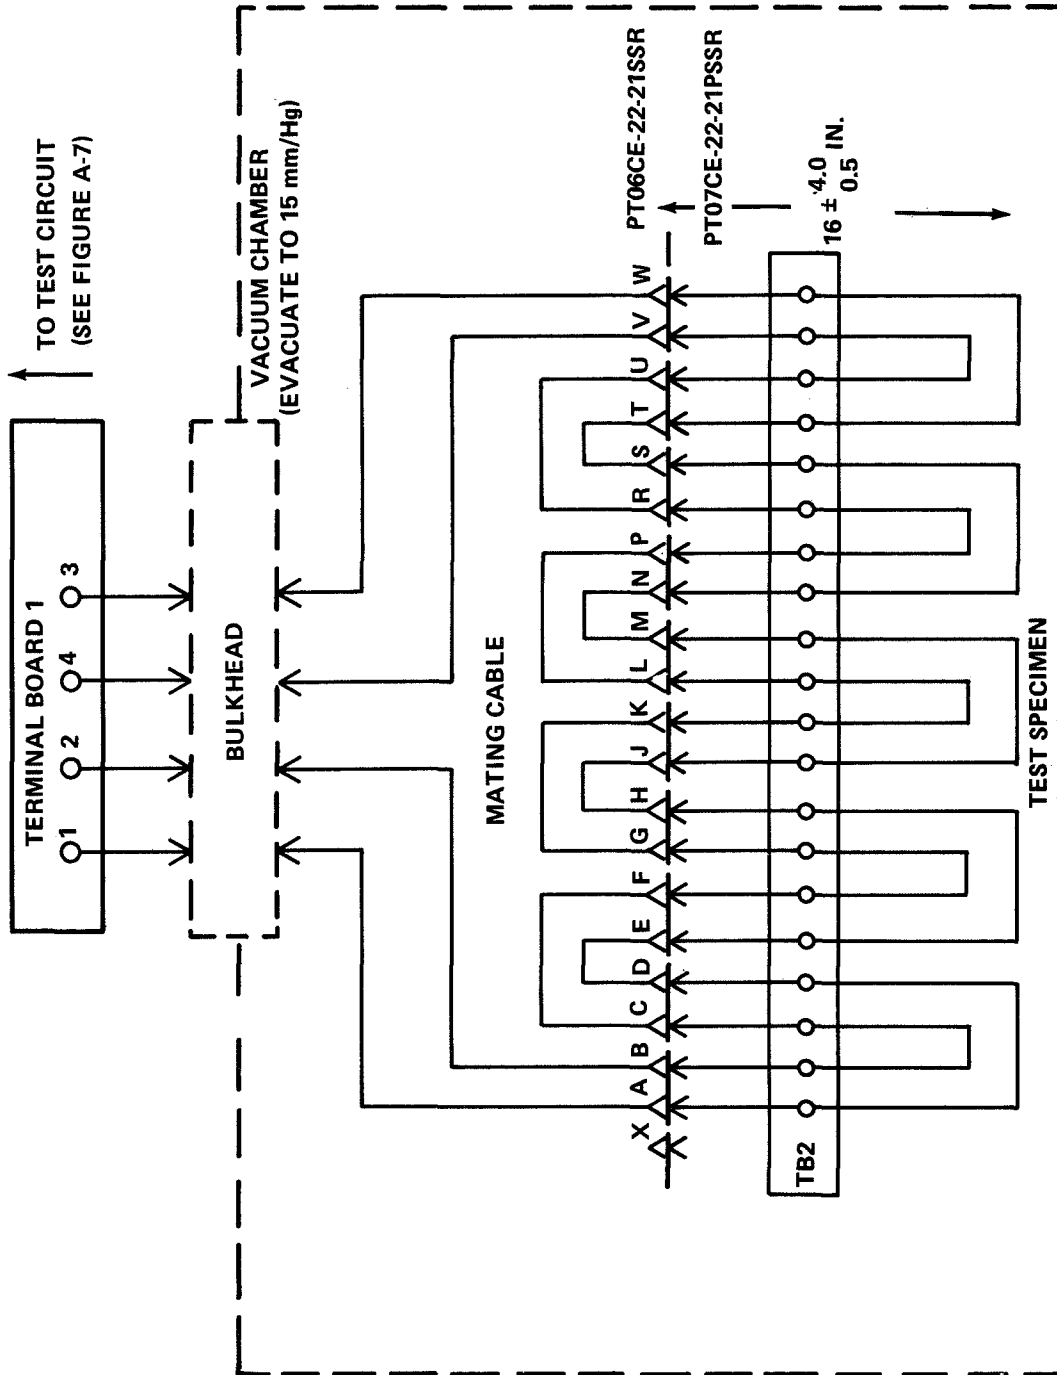 TO TEST CIRCUIT
(SEE FIGURE A-7)
TERMINAL BOARD 1
1 2 4 3
BULKHEAD
VACUUM CHAMBER
(EVACUATE TO 15 mm/Hg)
MATING CABLE
PT06CE-22-21SSR
X A B C D E F G H J K L M N P R S T U V W
PT07CE-22-21PSSR
16 ± 4.0
0.5 IN.
TB2
TEST SPECIMEN